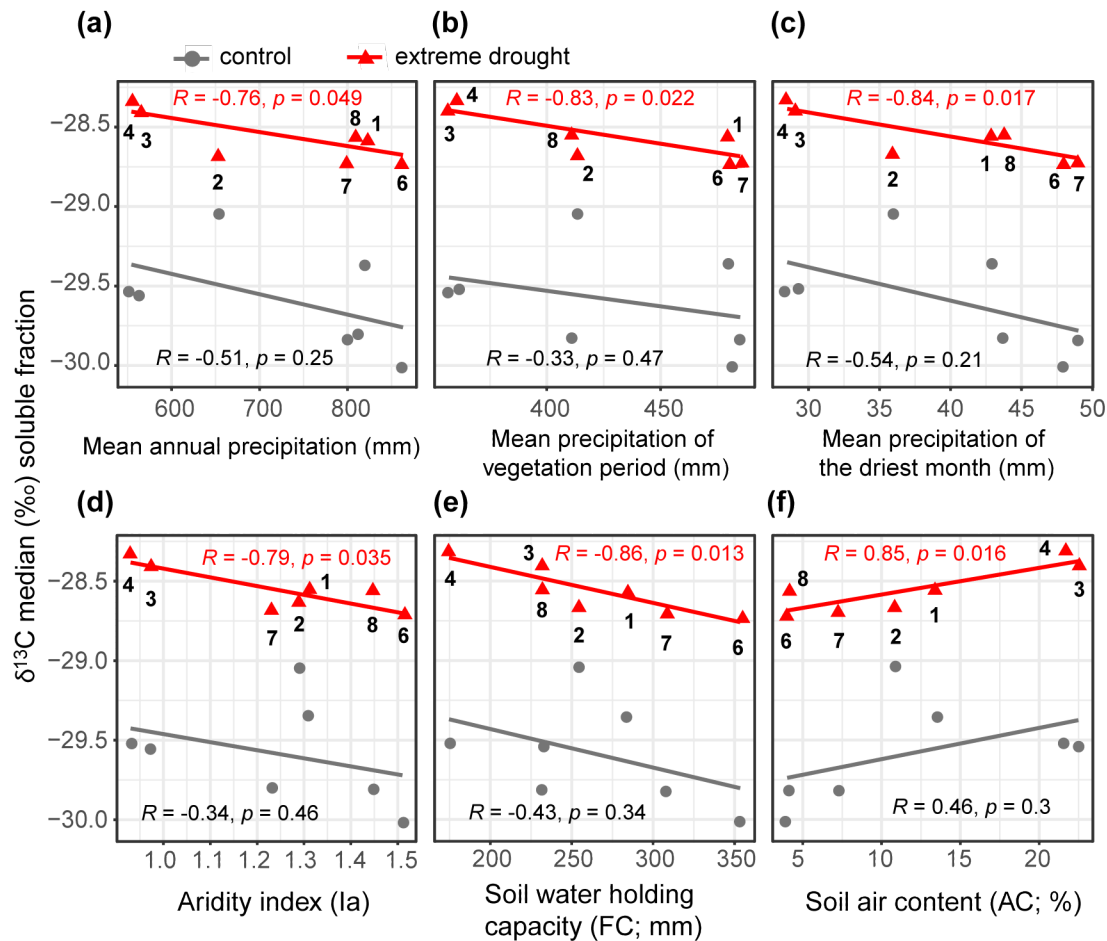 (a)
(b)
(c)
control
extreme drought
R = -0.76, p = 0.049
R = -0.83, p = 0.022
R = -0.84, p = 0.017
4 3 2 8 1 7 6
4 3 8 2 1 6 7
4 3 2 1 8 6 7
−28.5
−29.0
−29.5
−30.0
R = -0.51, p = 0.25
R = -0.33, p = 0.47
R = -0.54, p = 0.21
600 700 800
400 450
30 35 40 45 50
Mean annual precipitation (mm)
Mean precipitation of
vegetation period (mm)
Mean precipitation of
the driest month (mm)
δ¹³C median (‰) soluble fraction
(d)
(e)
(f)
R = -0.79, p = 0.035
R = -0.86, p = 0.013
R = 0.85, p = 0.016
4 3 7 2 1 8 6
4 3 8 2 1 7 6
8 6 7 2 1 4 3
−28.5
−29.0
−29.5
−30.0
R = -0.34, p = 0.46
R = -0.43, p = 0.34
R = 0.46, p = 0.3
1.0 1.1 1.2 1.3 1.4 1.5
200 250 300 350
5 10 15 20
Aridity index (Ia)
Soil water holding
capacity (FC; mm)
Soil air content (AC; %)